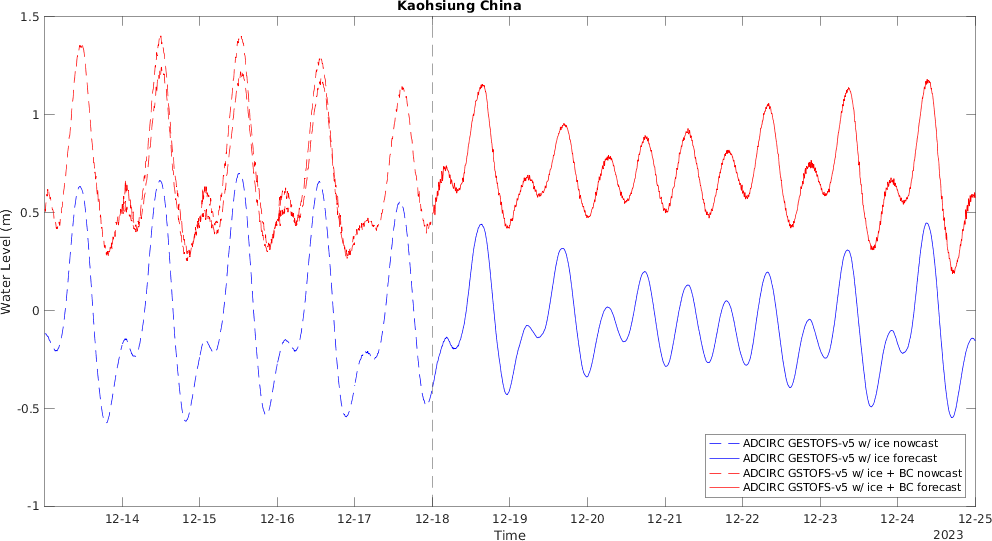 Kaohsiung China
1.5
1
0.5
0
-0.5
-1
Water Level (m)
12-14 12-15 12-16 12-17 12-18 12-19 12-20 12-21 12-22 12-23 12-24 12-25
Time
2023
ADCIRC GESTOFS-v5 w/ ice nowcast
ADCIRC GESTOFS-v5 w/ ice forecast
ADCIRC GSTOFS-v5 w/ ice + BC nowcast
ADCIRC GSTOFS-v5 w/ ice + BC forecast